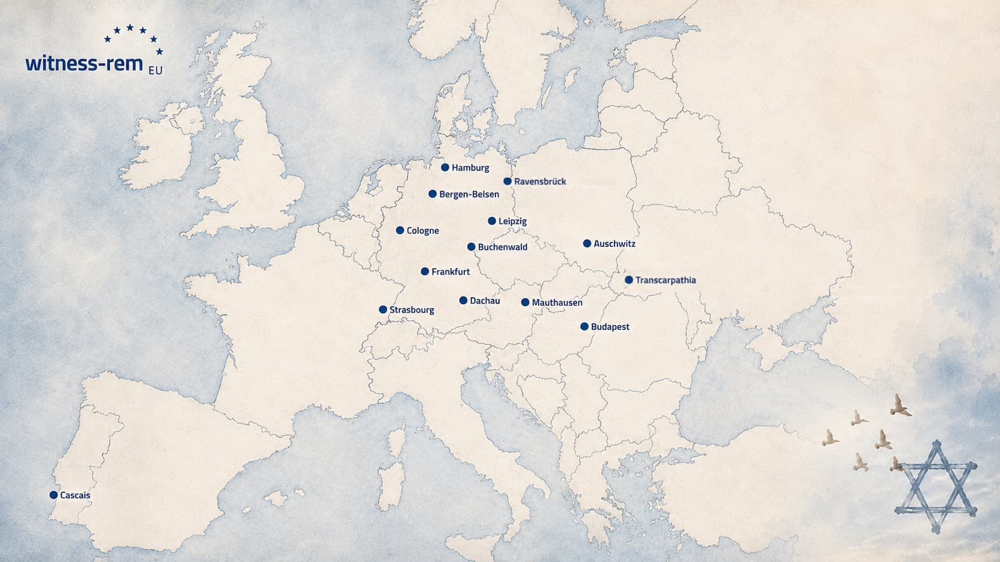 witness-rem EU
Hamburg
Ravensbrück
Bergen-Belsen
Leipzig
Cologne
Buchenwald
Auschwitz
Frankfurt
Transcarpathia
Dachau
Mauthausen
Strasbourg
Budapest
Cascais